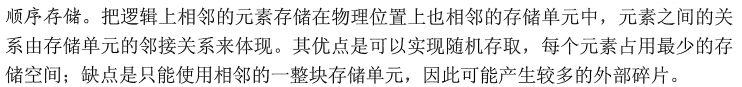 顺序存储。把逻辑上相邻的元素存储在物理位置上也相邻的存储单元中，元素之间的关
系由存储单元的邻接关系来体现。其优点是可以实现随机存取，每个元素占用最少的存
储空间；缺点是只能使用相邻的一整块存储单元，因此可能产生较多的外部碎片。